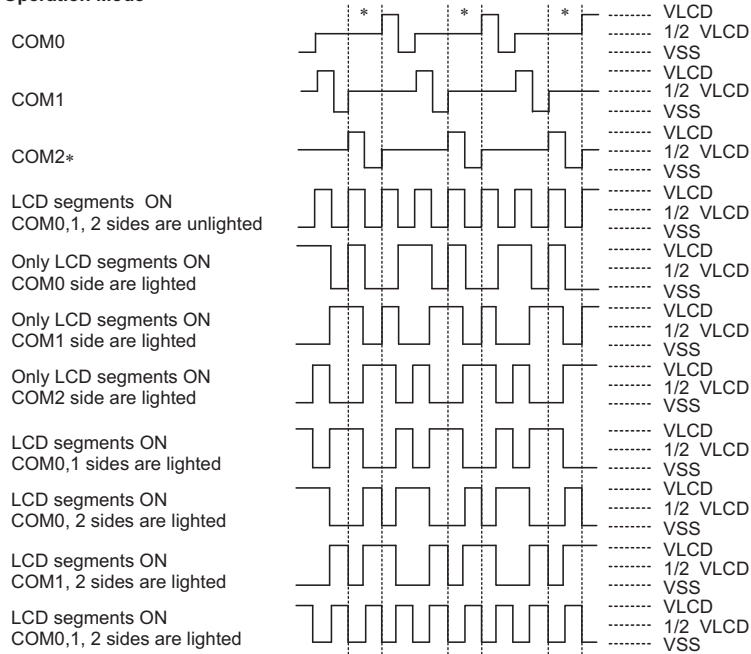 * * *
COM0 VLCD
1/2 VLCD
VSS
COM1 VLCD
1/2 VLCD
VSS
COM2* VLCD
1/2 VLCD
VSS
LCD segments ON VLCD
COM0,1, 2 sides are unlighted 1/2 VLCD
VSS
Only LCD segments ON VLCD
COM0 side are lighted 1/2 VLCD
VSS
Only LCD segments ON VLCD
COM1 side are lighted 1/2 VLCD
VSS
Only LCD segments ON VLCD
COM2 side are lighted 1/2 VLCD
VSS
LCD segments ON VLCD
COM0,1 sides are lighted 1/2 VLCD
VSS
LCD segments ON VLCD
COM0, 2 sides are lighted 1/2 VLCD
VSS
LCD segments ON VLCD
COM1, 2 sides are lighted 1/2 VLCD
VSS
LCD segments ON VLCD
COM0,1, 2 sides are lighted 1/2 VLCD
VSS